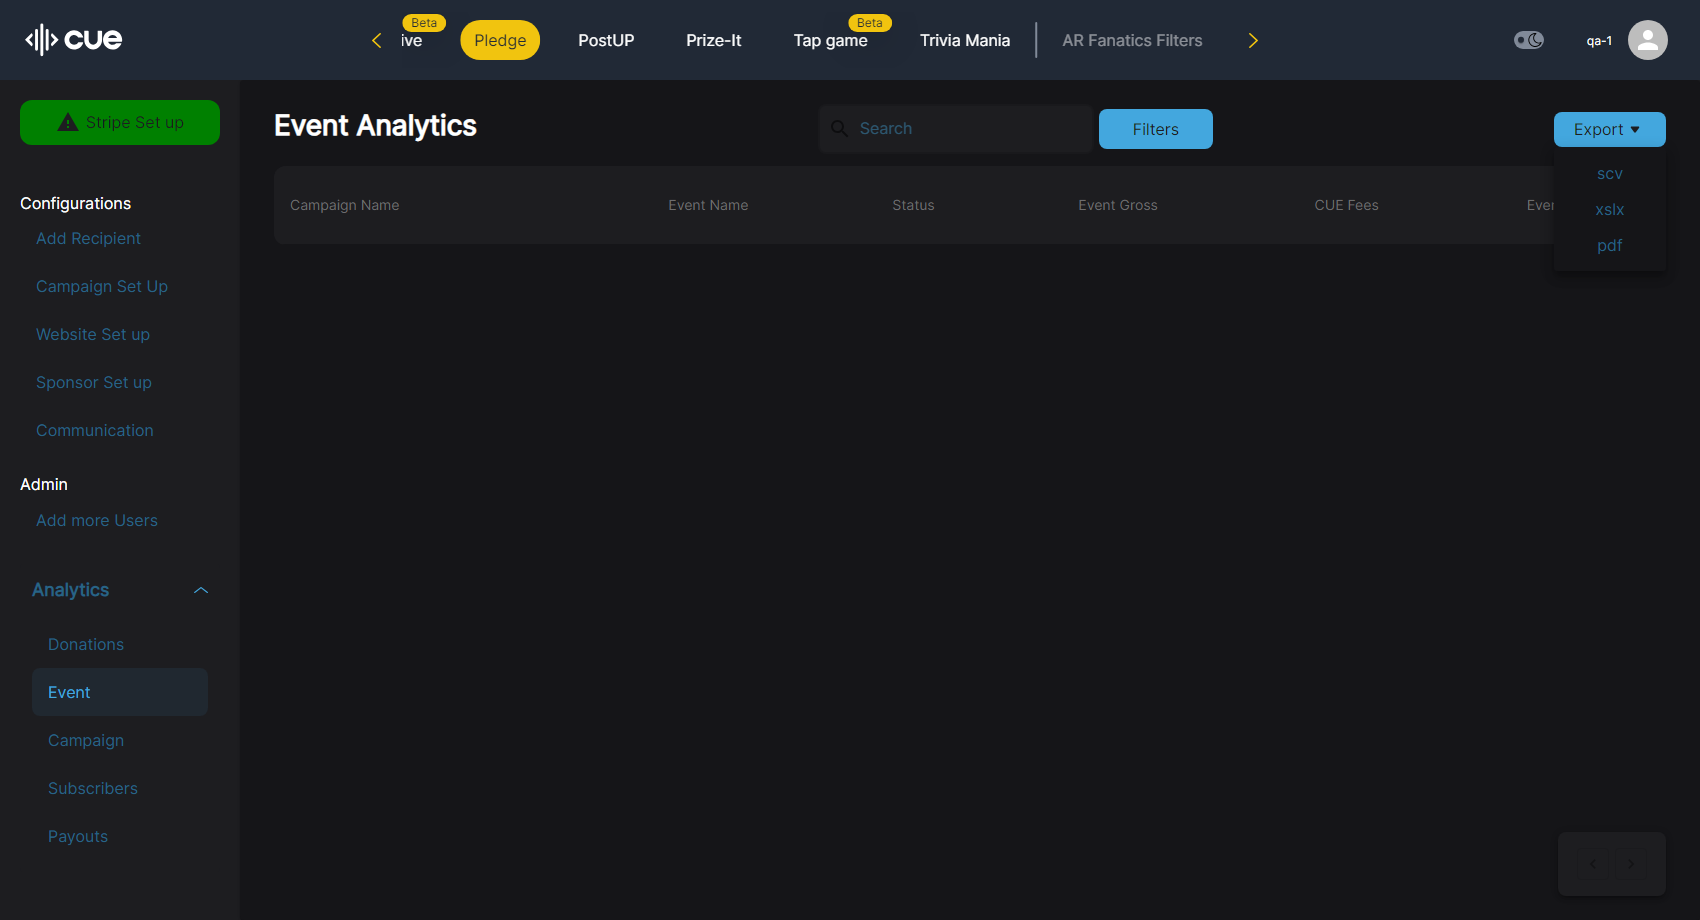 cue
Beta
ive
Pledge
PostUP
Prize-It
Beta
Tap game
Trivia Mania
AR Fanatics Filters
qa-1
Stripe Set up
Configurations
Add Recipient
Campaign Set Up
Website Set up
Sponsor Set up
Communication
Admin
Add more Users
Analytics
Donations
Event
Campaign
Subscribers
Payouts
Event Analytics
Search
Filters
Export
scv
xslx
pdf
Campaign Name
Event Name
Status
Event Gross
CUE Fees
Even